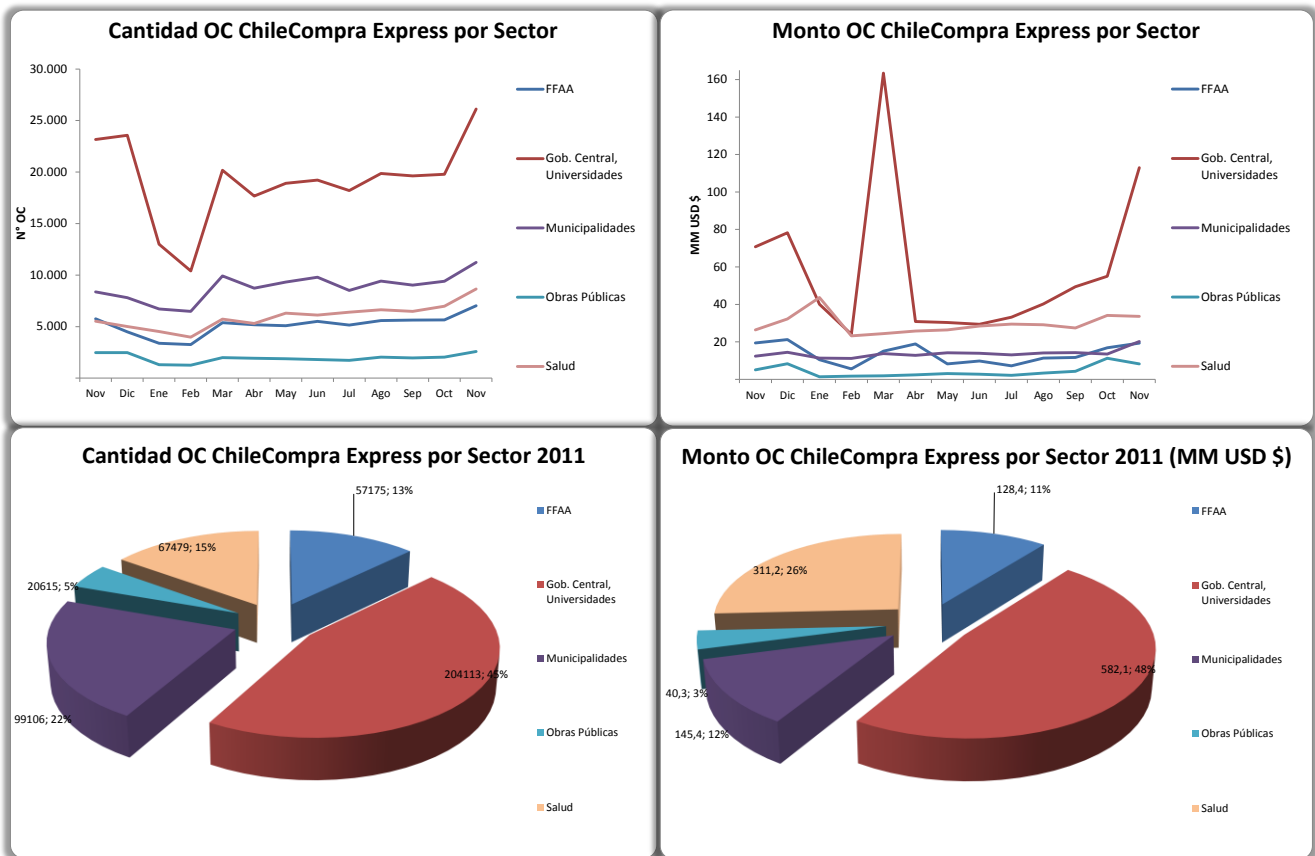 Cantidad OC ChileCompra Express por Sector
30.000
25.000
20.000
15.000
10.000
5.000
N° OC
Nov Dic Ene Feb Mar Abr May Jun Jul Ago Sep Oct Nov
FFAA
Gob. Central,
Universidades
Municipalidades
Obras Públicas
Salud
Monto OC ChileCompra Express por Sector
160
140
120
100
80
60
40
20
MM USD $
Nov Dic Ene Feb Mar Abr May Jun Jul Ago Sep Oct Nov
FFAA
Gob. Central,
Universidades
Municipalidades
Obras Públicas
Salud
Cantidad OC ChileCompra Express por Sector 2011
57175; 13%
67479; 15%
20615; 5%
204113; 45%
99106; 22%
FFAA
Gob. Central,
Universidades
Municipalidades
Obras Públicas
Salud
Monto OC ChileCompra Express por Sector 2011 (MM USD $)
128,4; 11%
311,2; 26%
582,1; 48%
40,3; 3%
145,4; 12%
FFAA
Gob. Central,
Universidades
Municipalidades
Obras Públicas
Salud